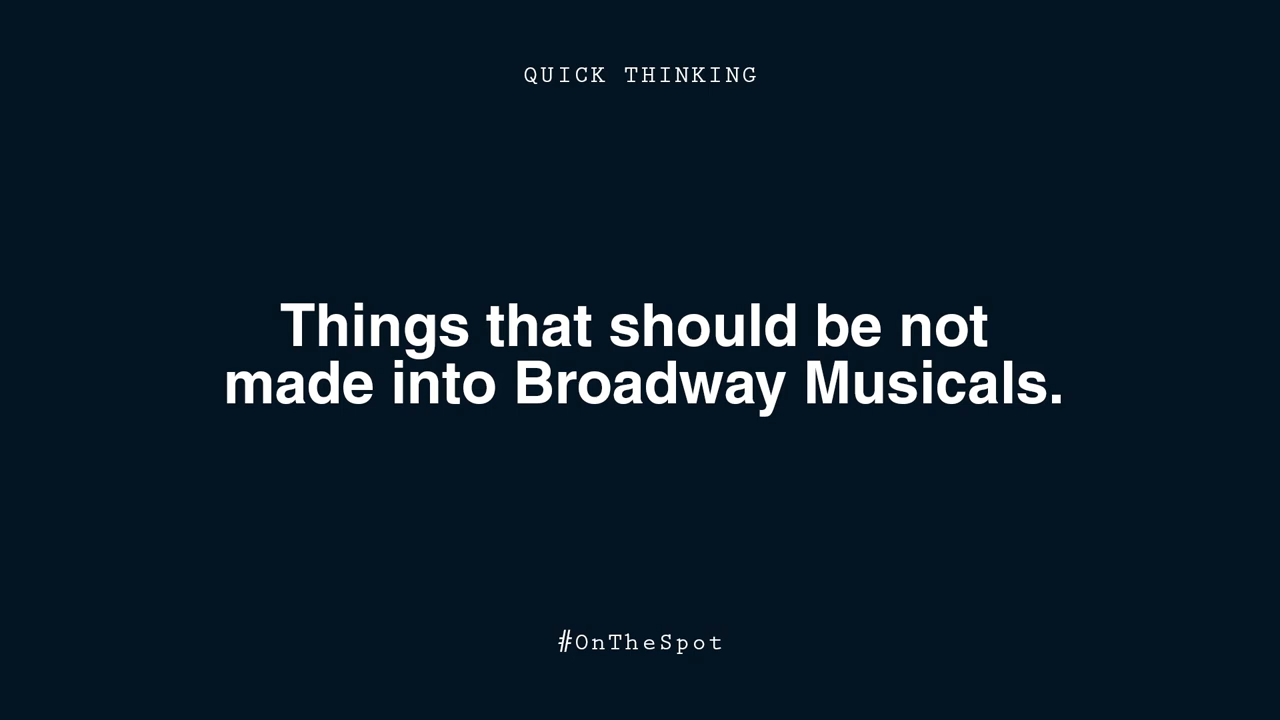 QUICK THINKING
Things that should be not
made into Broadway Musicals.
#OnTheSpot